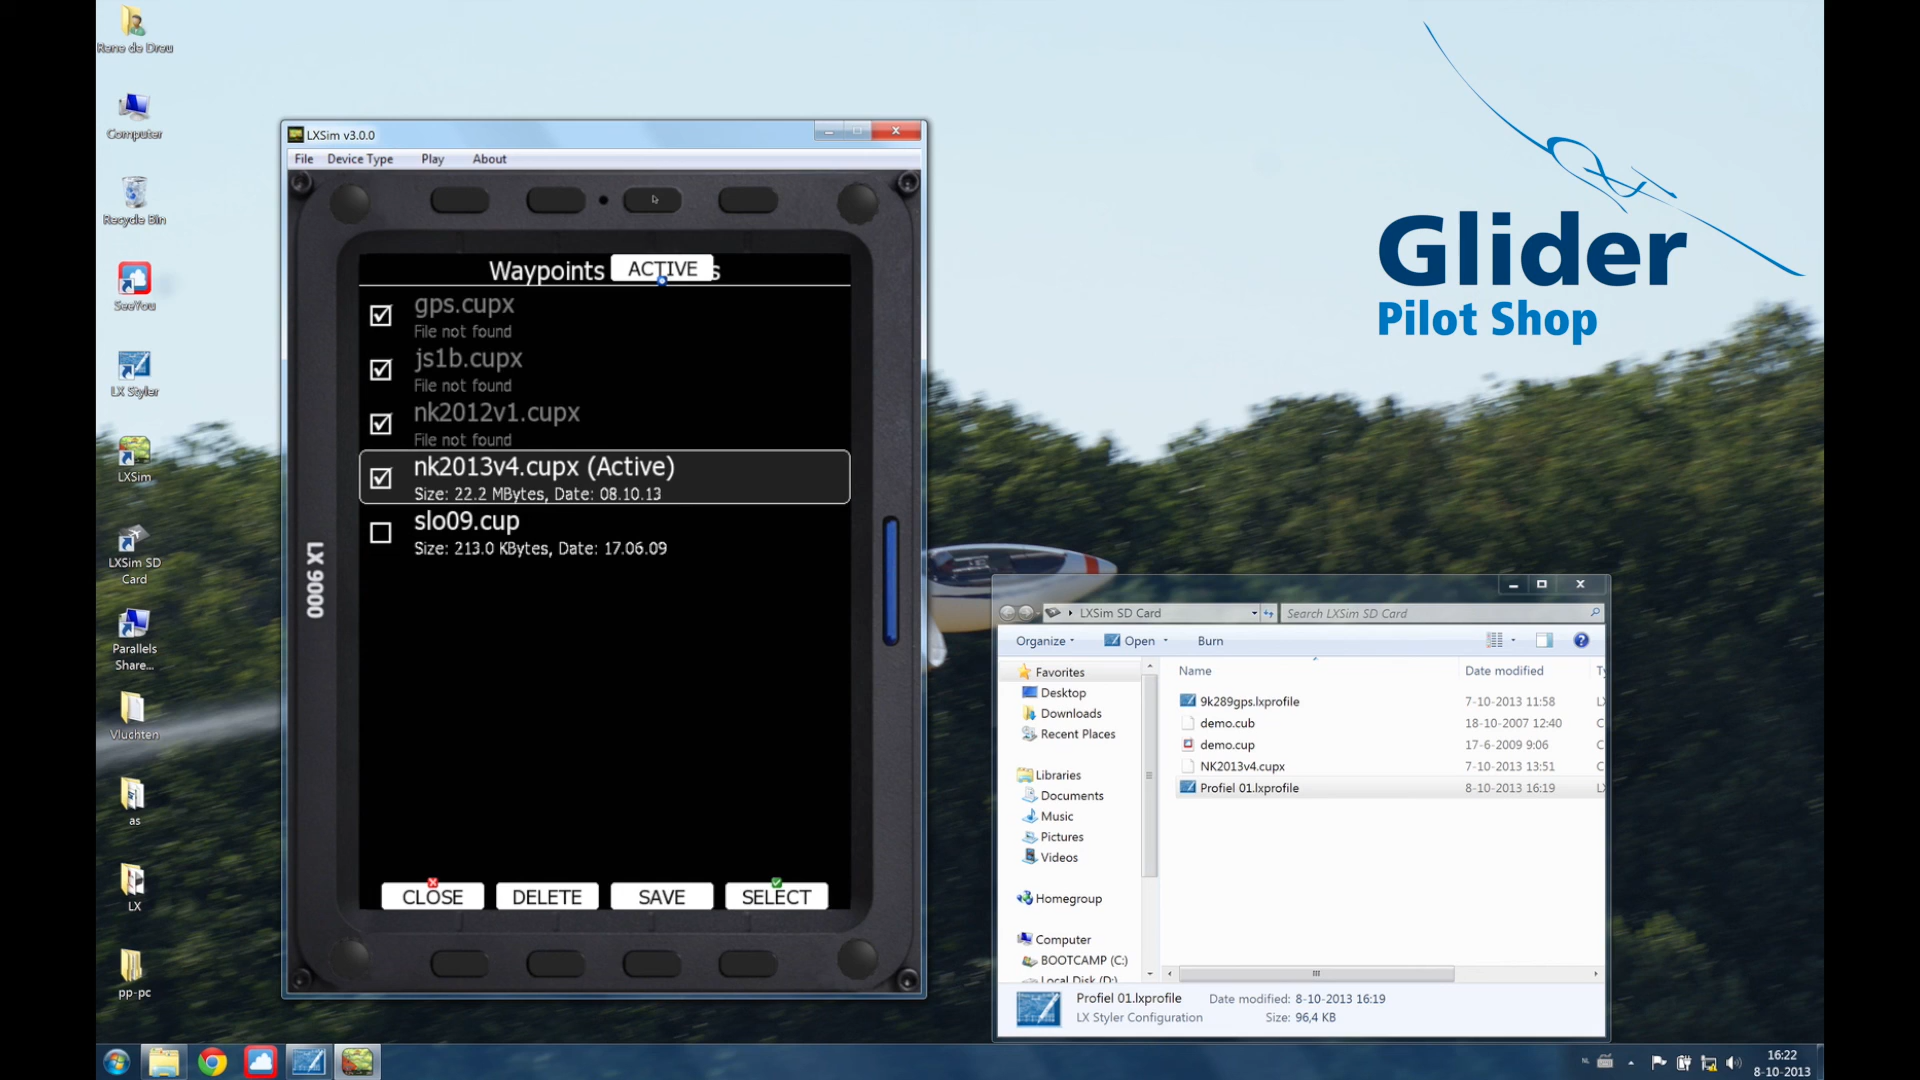 Rene de Dreu
Computer
Recycle Bin
SeeYou
LX Styler
LXSim
LXSim SD
Card
Parallels
Share...
Vluchten
as
LX
pp-pc
LXSim v3.0.0
File Device Type Play About
Waypoints ACTIVE s
gps.cupx
File not found
js1b.cupx
File not found
nk2012v1.cupx
File not found
nk2013v4.cupx (Active)
Size: 22.2 MBytes, Date: 08.10.13
slo09.cup
Size: 213.0 KBytes, Date: 17.06.09
CLOSE DELETE SAVE SELECT
LX 9000
Glider
Pilot Shop
LXSim SD Card Search LXSim SD Card
Organize Open Burn
Favorites
Desktop
Downloads
Recent Places
Libraries
Documents
Music
Pictures
Videos
Homegroup
Computer
BOOTCAMP (C:)
Local Disk (D:)
Name Date modified Ty
9k289gps.lxprofile 7-10-2013 11:58 LX
demo.cub 18-10-2007 12:40 C
demo.cup 17-6-2009 9:06 C
NK2013v4.cupx 7-10-2013 13:51 C
Profiel 01.lxprofile 8-10-2013 16:19 LX
Profiel 01.lxprofile Date modified: 8-10-2013 16:19
LX Styler Configuration Size: 96,4 KB
NL
16:22
8-10-2013